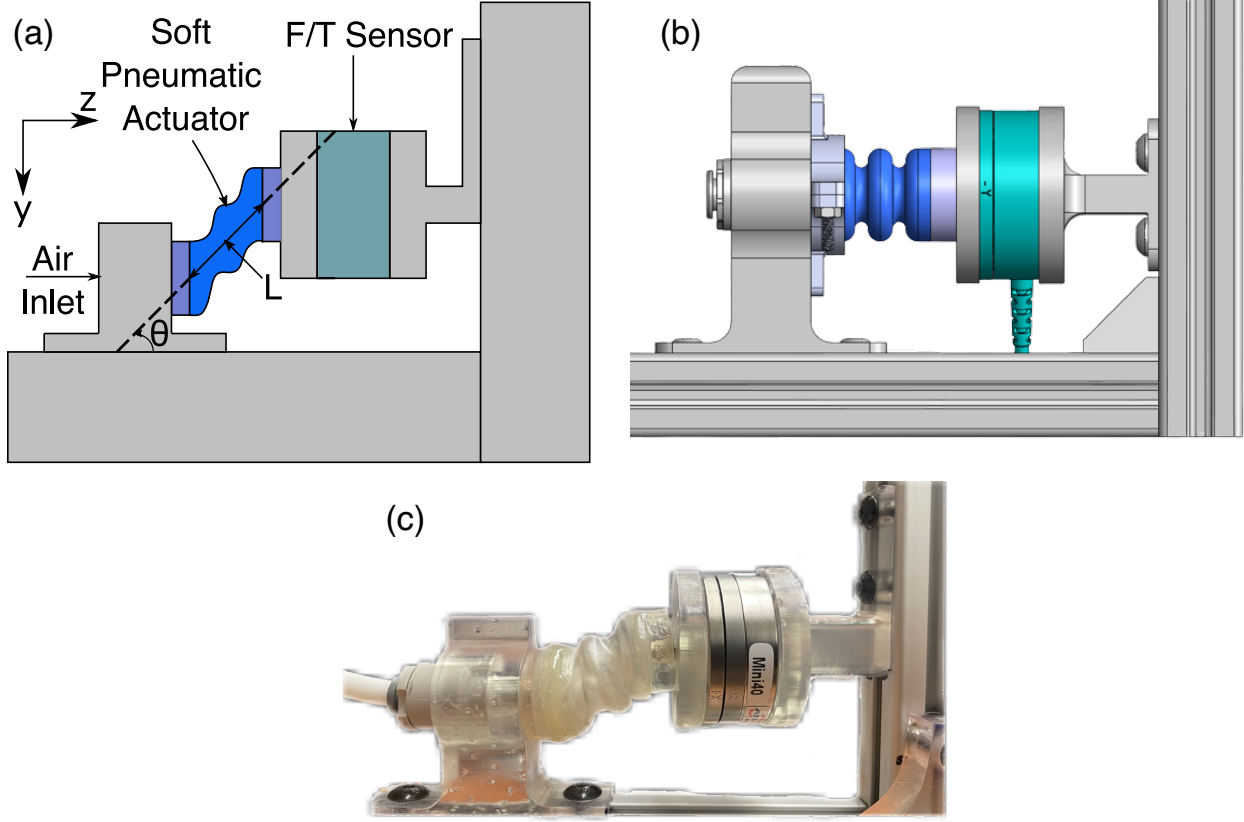 (a)
Soft
Pneumatic
Actuator
F/T Sensor
z
y
Air
Inlet
L
θ
(b)
-Y
(c)
Mini40